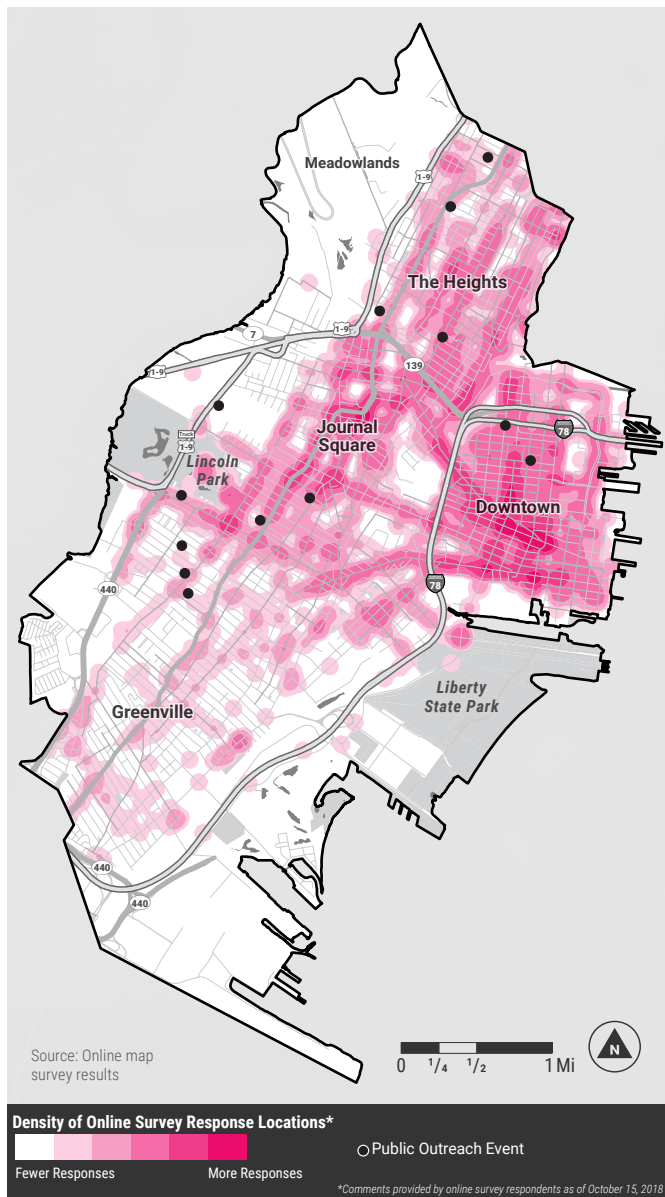 Meadowlands
1-9
The Heights
1-9
7
139
1-9
Journal
Square
78
Truck
1-9
Lincoln
Park
Downtown
78
440
Liberty
State Park
Greenville
440
440
N
Source: Online map
survey results
0 1/4 1/2 1 Mi
Density of Online Survey Response Locations*
Public Outreach Event
Fewer Responses More Responses
*Comments provided by online survey respondents as of October 15, 2018